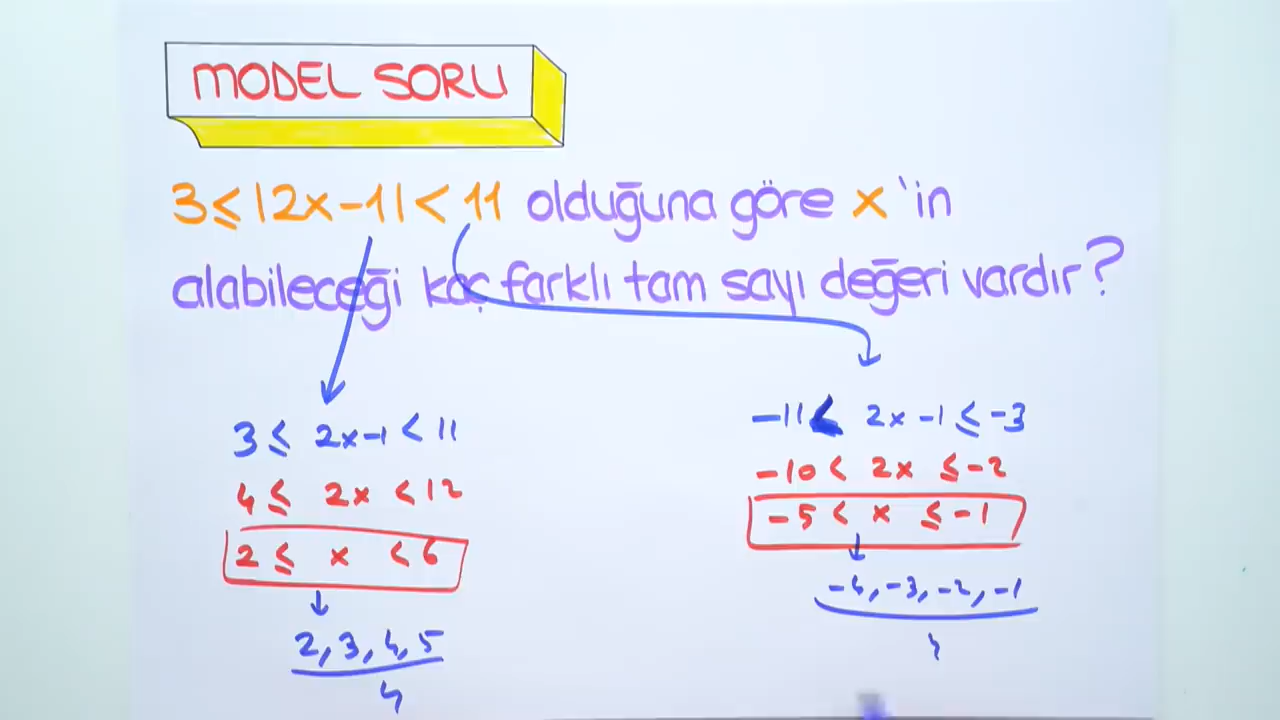 MODEL SORU
3≤|2x-1|<11 olduğuna göre x'in
alabileceği kaç farklı tam sayı değeri vardır?
3≤ 2x-1 < 11
4≤ 2x <12
2≤ x <6
2,3,4,5
4
-11< 2x-1≤-3
-10< 2x ≤-2
-5< x ≤-1
-4,-3,-2,-1
4